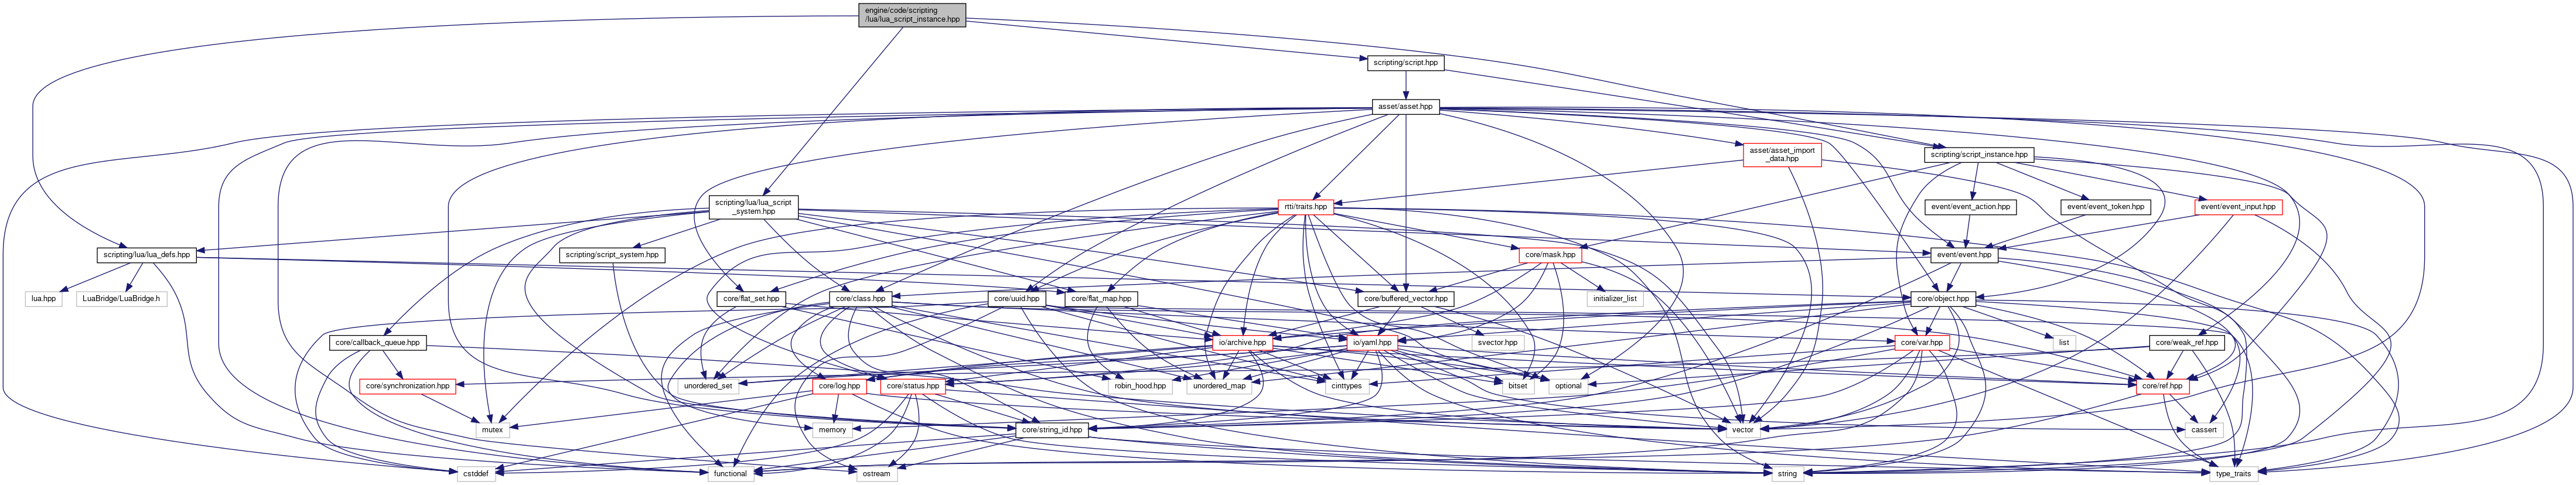 engine/code/scripting
/lua/lua_script_instance.hpp
scripting/script.hpp
asset/asset.hpp
asset/asset_import
_data.hpp
scripting/script_instance.hpp
scripting/lua/lua_script
_system.hpp
rtti/traits.hpp
event/event_action.hpp
event/event_token.hpp
event/event_input.hpp
scripting/lua/lua_defs.hpp
scripting/script_system.hpp
core/mask.hpp
event/event.hpp
lua.hpp
LuaBridge/LuaBridge.h
core/flat_set.hpp
core/class.hpp
core/uuid.hpp
core/flat_map.hpp
core/buffered_vector.hpp
initializer_list
core/object.hpp
core/callback_queue.hpp
io/archive.hpp
io/yaml.hpp
svector.hpp
core/var.hpp
list
core/weak_ref.hpp
core/synchronization.hpp
unordered_set
core/log.hpp
core/status.hpp
robin_hood.hpp
unordered_map
cinttypes
bitset
optional
core/ref.hpp
mutex
memory
core/string_id.hpp
vector
cassert
cstddef
functional
ostream
string
type_traits